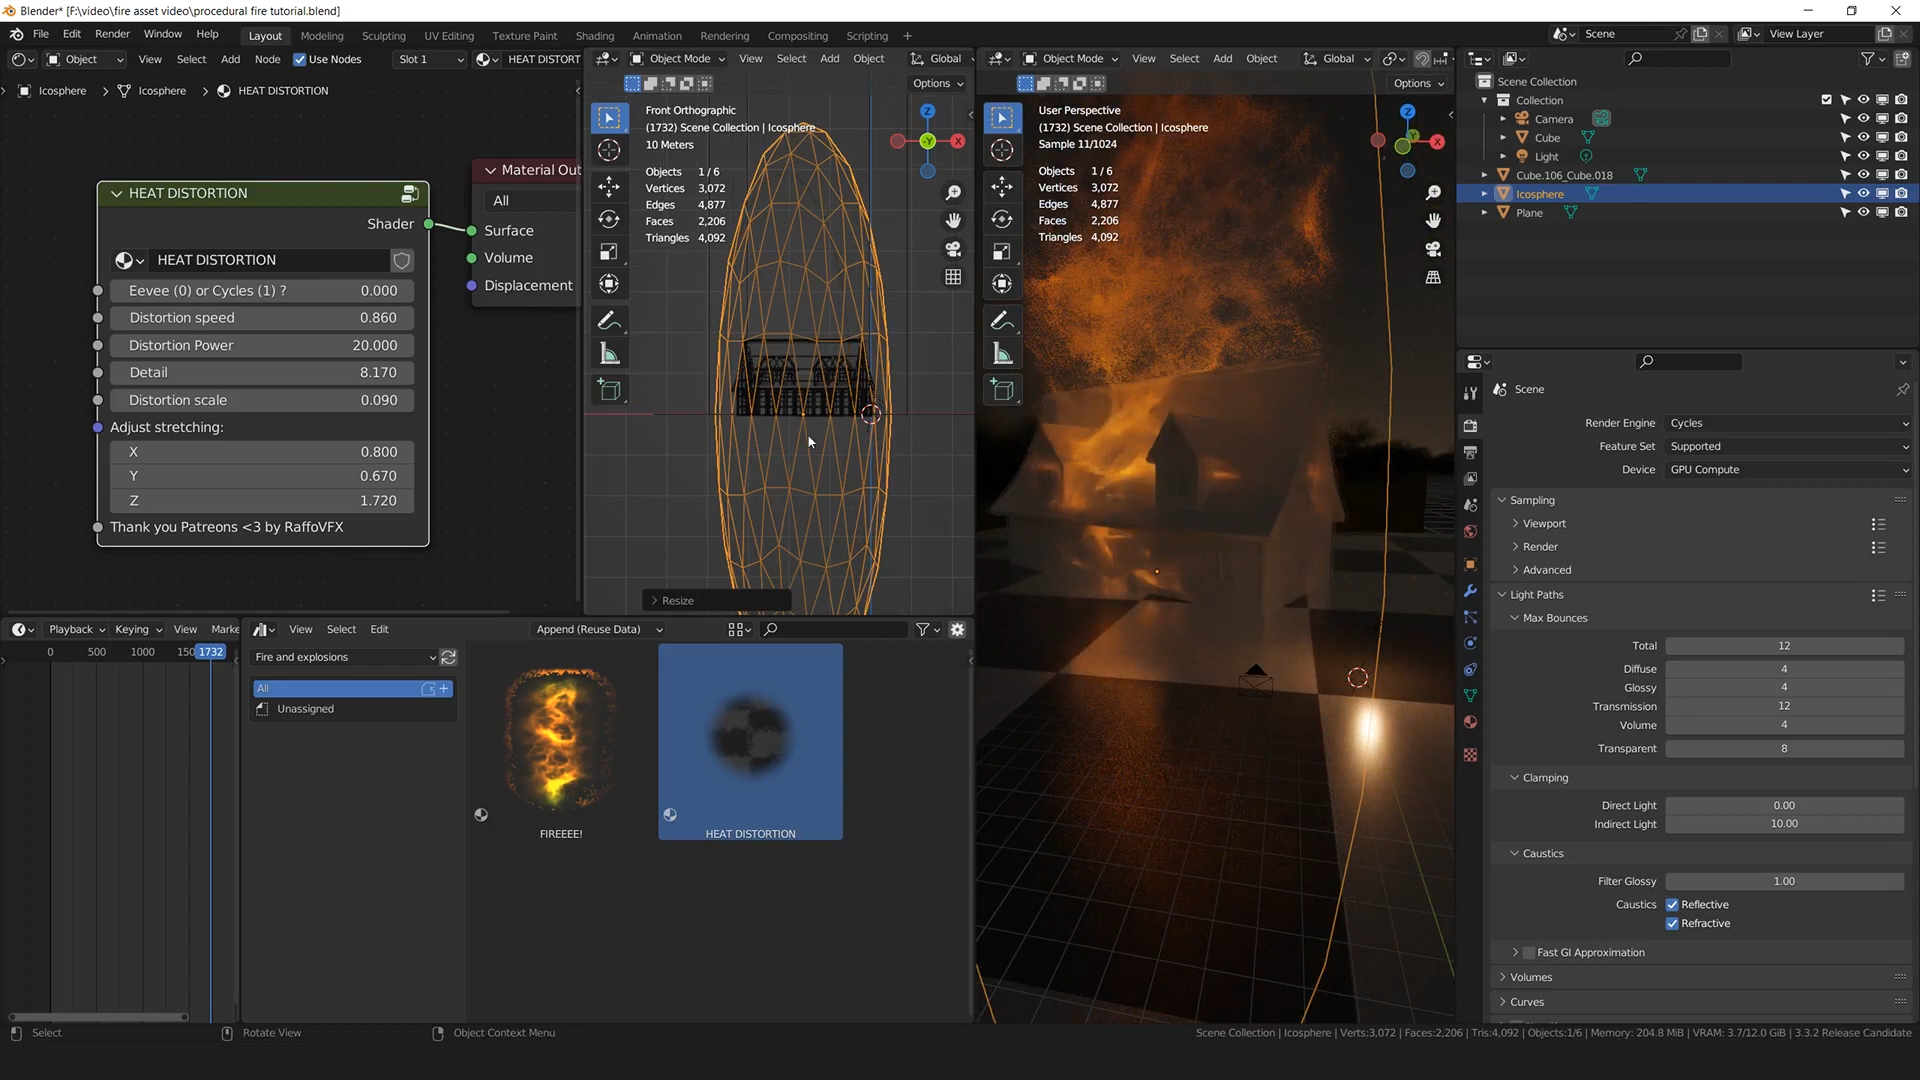 Blender* [F:\video\fire asset video\procedural fire tutorial.blend]
File Edit Render Window Help
Layout Modeling Sculpting UV Editing Texture Paint Shading Animation Rendering Compositing Scripting
Scene
View Layer
Object View Select Add Node Use Nodes Slot 1 HEAT DISTORT
Icosphere > Icosphere > HEAT DISTORTION
HEAT DISTORTION
Shader
HEAT DISTORTION
Eevee (0) or Cycles (1) ? 0.000
Distortion speed 0.860
Distortion Power 20.000
Detail 8.170
Distortion scale 0.090
Adjust stretching:
X 0.800
Y 0.670
Z 1.720
Thank you Patreons <3 by RaffoVFX
Material Out
All
Surface
Volume
Displacement
Object Mode View Select Add Object Global
Options
Front Orthographic
(1732) Scene Collection | Icosphere
10 Meters
Objects 1 / 6
Vertices 3,072
Edges 4,877
Faces 2,206
Triangles 4,092
Z
Y
X
Resize
Object Mode View Select Add Object Global
Options
User Perspective
(1732) Scene Collection | Icosphere
Sample 11/1024
Objects 1 / 6
Vertices 3,072
Edges 4,877
Faces 2,206
Triangles 4,092
Z
Y
X
Scene Collection
Collection
Camera
Cube
Light
Cube.106_Cube.018
Icosphere
Plane
Scene
Render Engine Cycles
Feature Set Supported
Device GPU Compute
Sampling
Viewport
Render
Advanced
Light Paths
Max Bounces
Total 12
Diffuse 4
Glossy 4
Transmission 12
Volume 4
Transparent 8
Clamping
Direct Light 0.00
Indirect Light 10.00
Caustics
Filter Glossy 1.00
Caustics Reflective
Refractive
Fast GI Approximation
Volumes
Curves
Playback Keying View Marke
0 500 1000 150 1732
View Select Edit Append (Reuse Data)
Fire and explosions
All
Unassigned
FIREEEE!
HEAT DISTORTION
Select Rotate View Object Context Menu
Scene Collection | Icosphere | Verts:3,072 | Faces:2,206 | Tris:4,092 | Objects:1/6 | Memory: 204.8 MiB | VRAM: 3.7/12.0 GiB | 3.3.2 Release Candidate